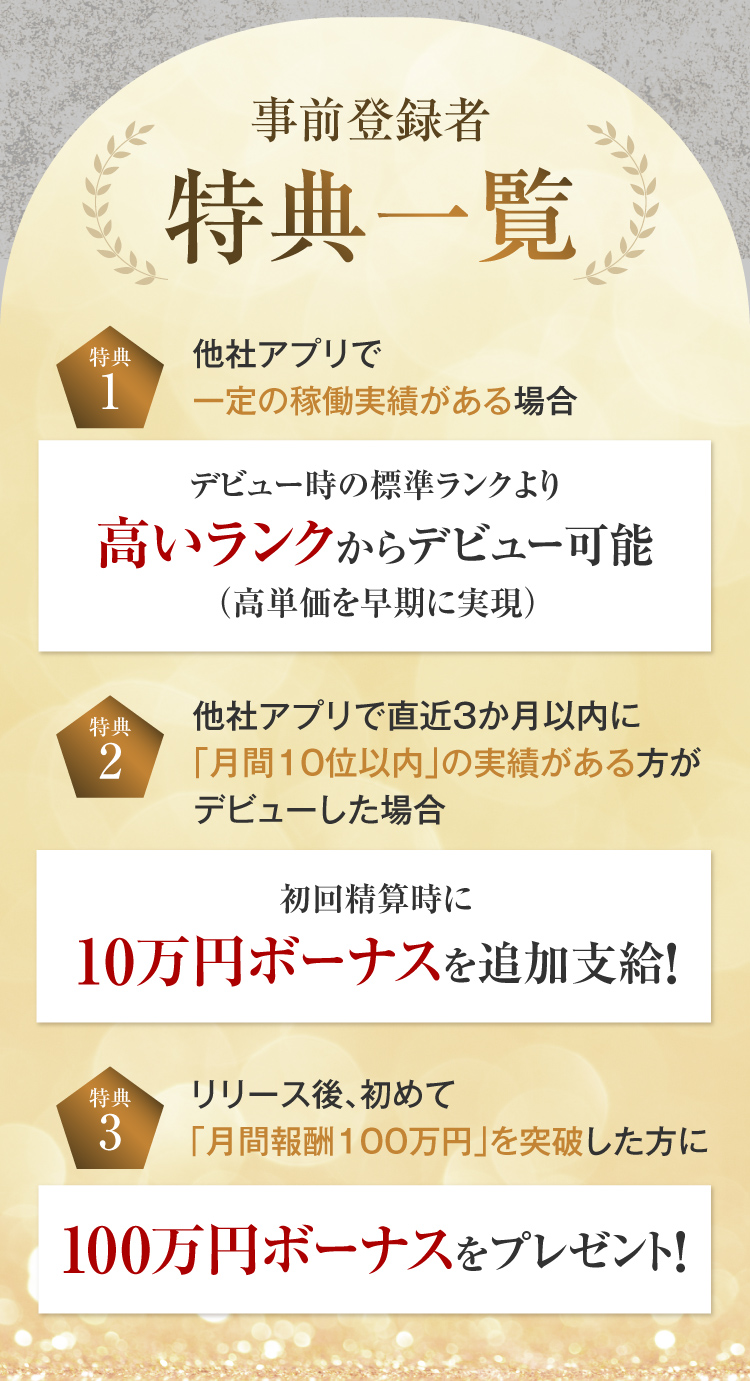 事前登録者
特典一覧
特典
1
他社アプリで
一定の稼働実績がある場合
デビュー時の標準ランクより
高いランクからデビュー可能
（高単価を早期に実現）
特典
2
他社アプリで直近3か月以内に
「月間10位以内」の実績がある方が
デビューした場合
初回精算時に
10万円ボーナスを追加支給!
特典
3
リリース後、初めて
「月間報酬100万円」を突破した方に
100万円ボーナスをプレゼント!